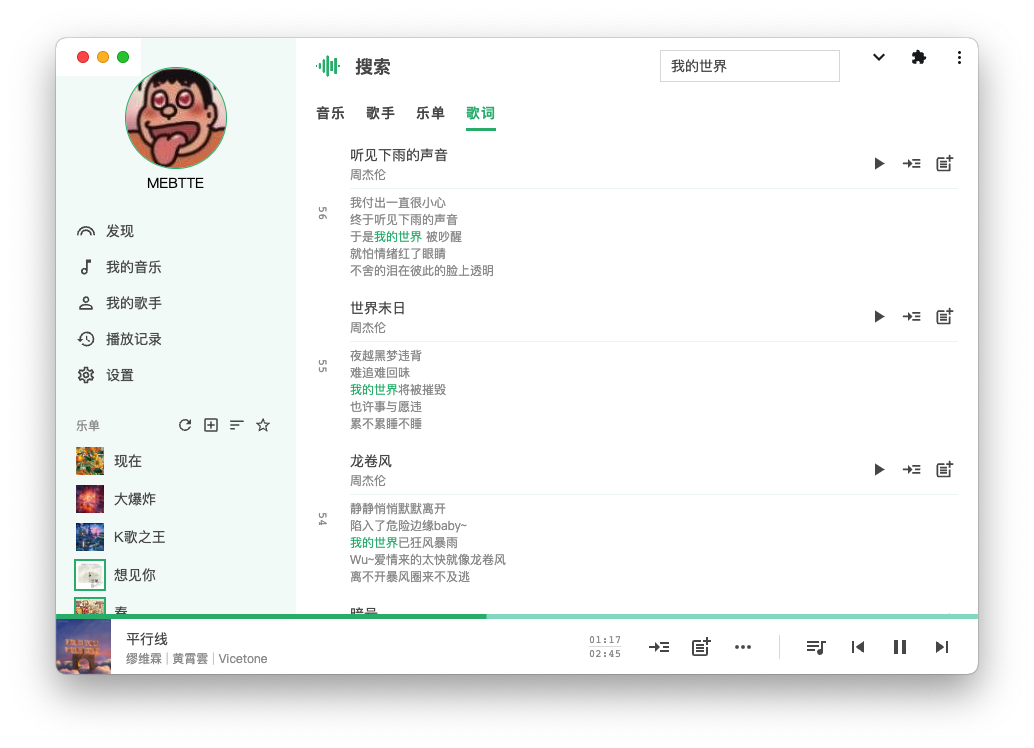 搜索
我的世界
音乐 歌手 乐单 歌词
MEBTTE
发现
我的音乐
我的歌手
播放记录
设置
乐单
现在
大爆炸
K歌之王
想见你
春
听见下雨的声音
周杰伦
56
我付出一直很小心
终于听见下雨的声音
于是我的世界 被吵醒
就怕情绪红了眼睛
不舍的泪在彼此的脸上透明
世界末日
周杰伦
55
夜越黑梦违背
难追难回味
我的世界将被摧毁
也许事与愿违
累不累睡不睡
龙卷风
周杰伦
54
静静悄悄默默离开
陷入了危险边缘baby~
我的世界已狂风暴雨
Wu~爱情来的太快就像龙卷风
离不开暴风圈来不及逃
暗号
平行线
缪维霖 | 黄霄雲 | Vicetone
01:17
02:45